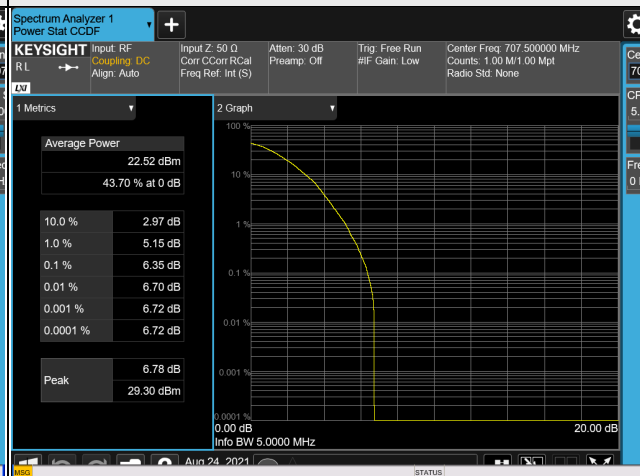 Spectrum Analyzer 1
Power Stat CCDF
KEYSIGHT
RL
LXI
Input: RF
Coupling: DC
Align: Auto
Input Z: 50 Ω
Corr CCorr RCal
Freq Ref: Int (S)
Atten: 30 dB
Preamp: Off
Trig: Free Run
#IF Gain: Low
Center Freq: 707.500000 MHz
Counts: 1.00 M/1.00 Mpt
Radio Std: None
1 Metrics
Average Power
22.52 dBm
43.70 % at 0 dB
10.0 % 2.97 dB
1.0 % 5.15 dB
0.1 % 6.35 dB
0.01 % 6.70 dB
0.001 % 6.72 dB
0.0001 % 6.72 dB
Peak
6.78 dB
29.30 dBm
2 Graph
100 %
10 %
1 %
0.1 %
0.01 %
0.001 %
0.0001 %
0.00 dB
20.00 dB
Info BW 5.0000 MHz
Aug 24, 2021
MSG
STATUS